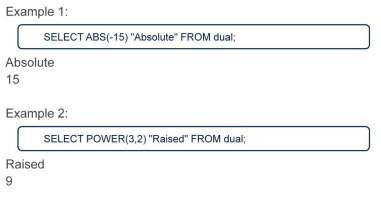 Example 1:
SELECT ABS(-15) "Absolute" FROM dual;
Absolute
15
Example 2:
SELECT POWER(3,2) "Raised" FROM dual;
Raised
9